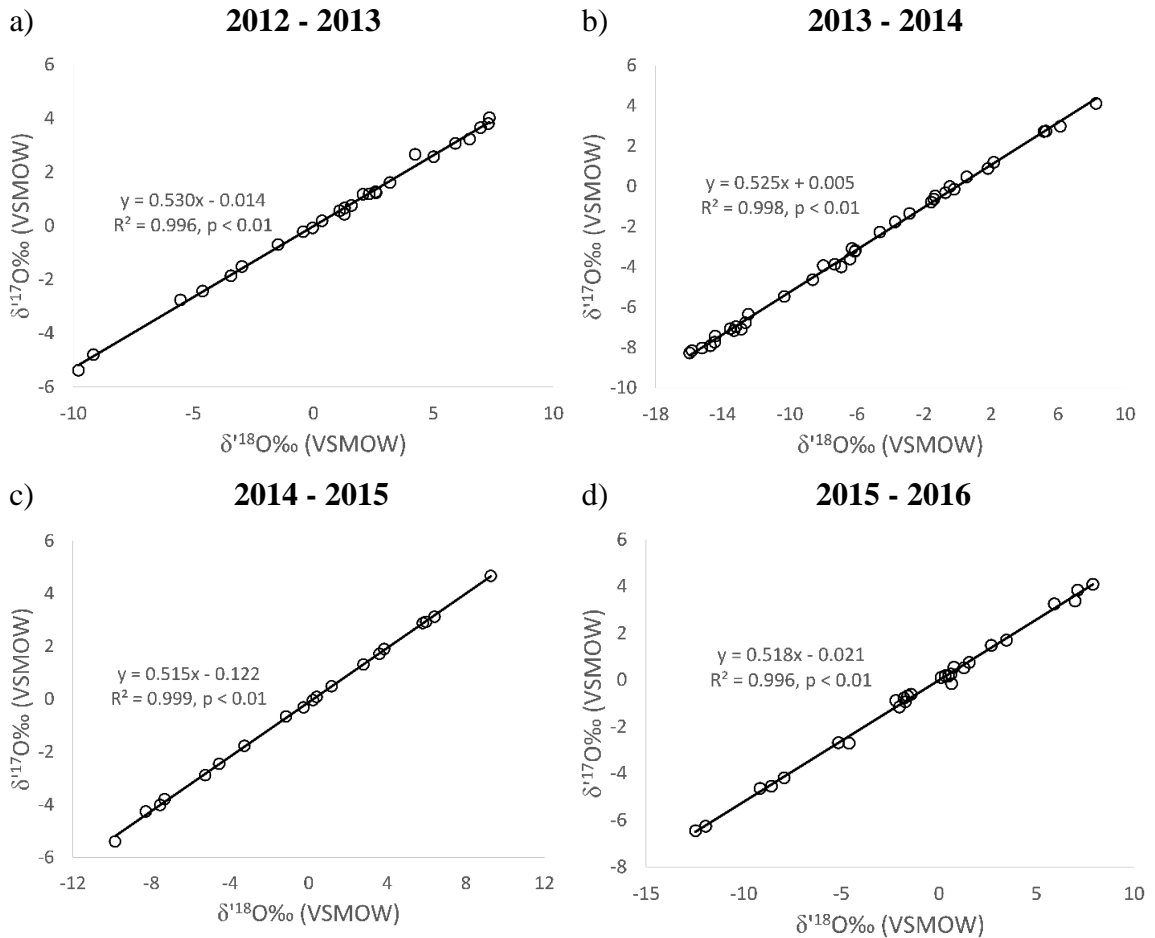 a) 2012 - 2013
6
4
2
0
-2
-4
-6
δ'¹⁷O‰ (VSMOW)
y = 0.530x - 0.014
R² = 0.996, p < 0.01
-10 -5 0 5 10
δ'¹⁸O‰ (VSMOW)
b) 2013 - 2014
6
4
2
0
-2
-4
-6
-8
-10
δ'¹⁷O‰ (VSMOW)
y = 0.525x + 0.005
R² = 0.998, p < 0.01
-18 -14 -10 -6 -2 2 6 10
δ'¹⁸O‰ (VSMOW)
c) 2014 - 2015
6
4
2
0
-2
-4
-6
δ'¹⁷O‰ (VSMOW)
y = 0.515x - 0.122
R² = 0.999, p < 0.01
-12 -8 -4 0 4 8 12
δ'¹⁸O‰ (VSMOW)
d) 2015 - 2016
6
4
2
0
-2
-4
-6
-8
δ'¹⁷O‰ (VSMOW)
y = 0.518x - 0.021
R² = 0.996, p < 0.01
-15 -10 -5 0 5 10
δ'¹⁸O‰ (VSMOW)